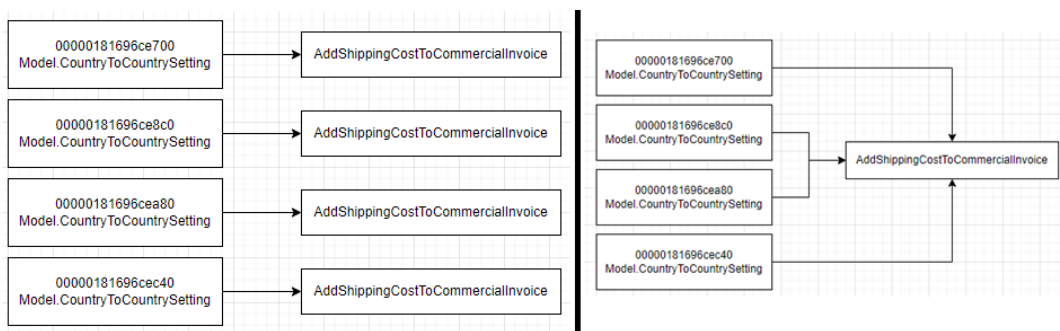 00000181696ce700
Model.CountryToCountrySetting
AddShippingCostToCommercialInvoice
00000181696ce8c0
Model.CountryToCountrySetting
AddShippingCostToCommercialInvoice
00000181696cea80
Model.CountryToCountrySetting
AddShippingCostToCommercialInvoice
00000181696cec40
Model.CountryToCountrySetting
AddShippingCostToCommercialInvoice
00000181696ce700
Model.CountryToCountrySetting
00000181696ce8c0
Model.CountryToCountrySetting
AddShippingCostToCommercialInvoice
00000181696cea80
Model.CountryToCountrySetting
00000181696cec40
Model.CountryToCountrySetting